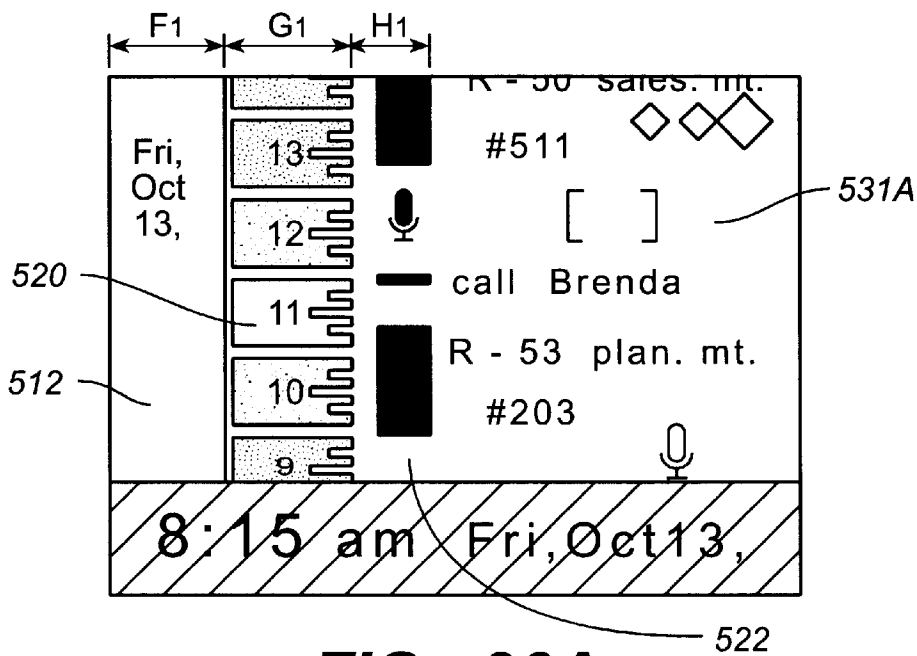 F1 G1 H1
R - 50 sales. mt.
13 #511
Fri,
Oct
13,
531A
12
520
call Brenda
11
R - 53 plan. mt.
512
10
#203
9
8:15 am Fri,Oct13,
522